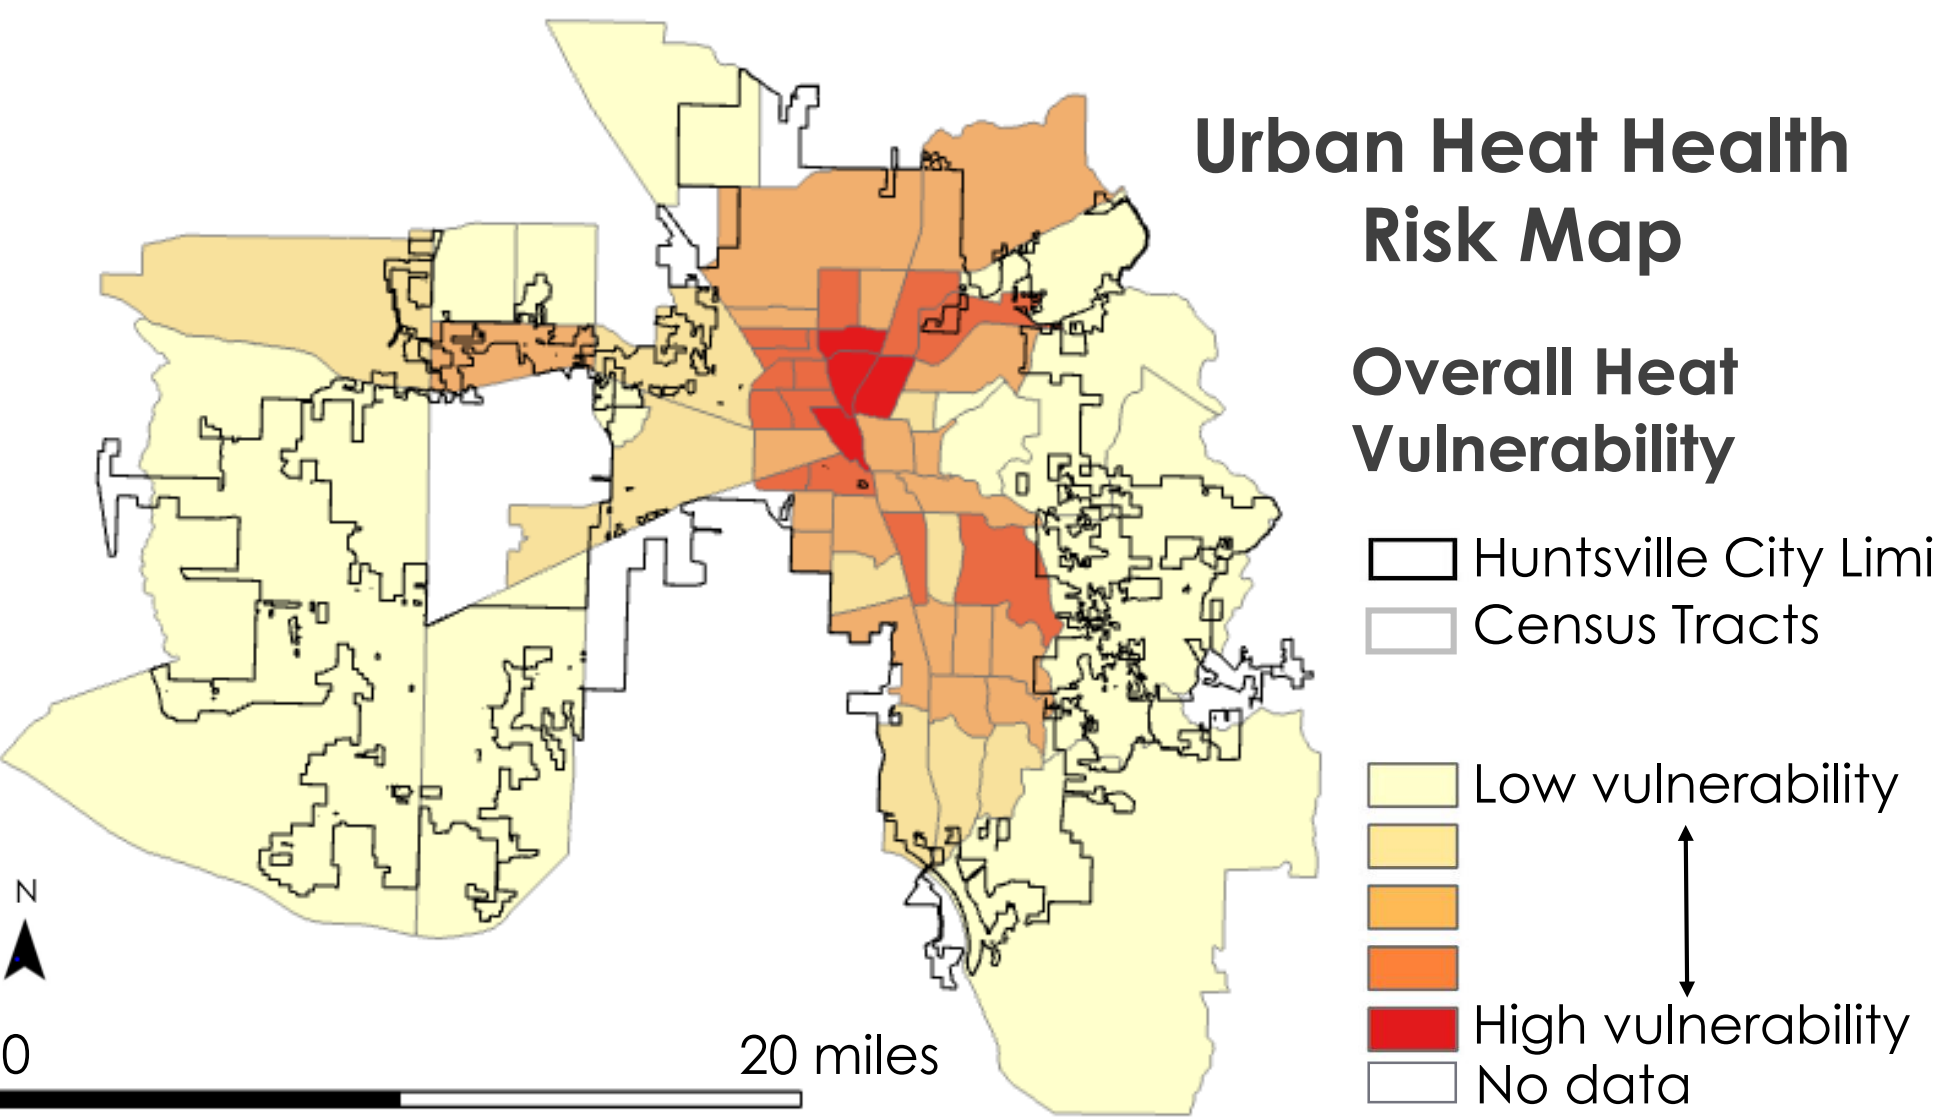 Urban Heat Health
Risk Map
Overall Heat
Vulnerability
Huntsville City Limi
Census Tracts
Low vulnerability
High vulnerability
No data
N
0
20 miles